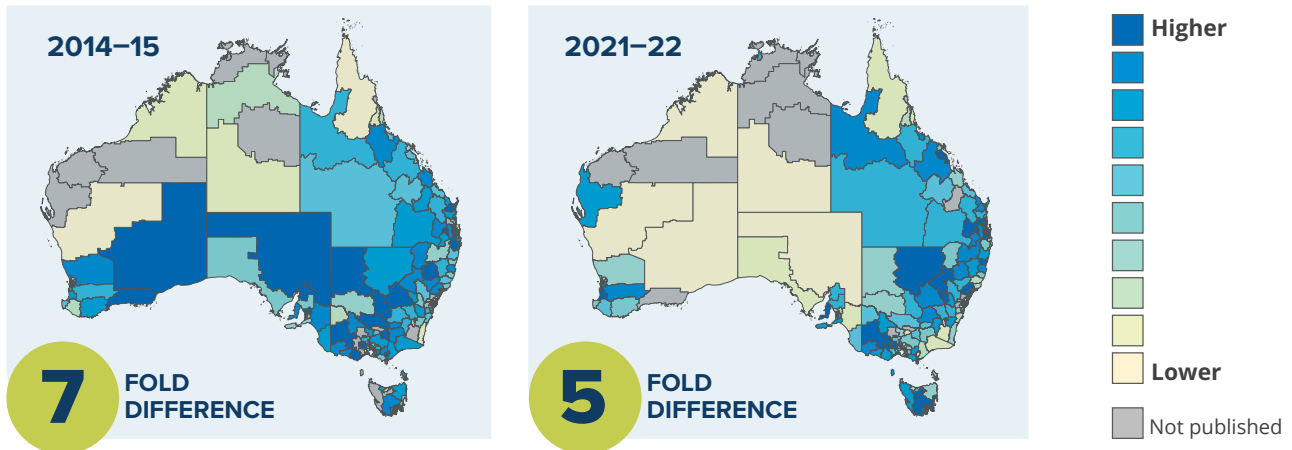 2014–15
7
FOLD
DIFFERENCE
2021–22
5
FOLD
DIFFERENCE
Higher
Lower
Not published